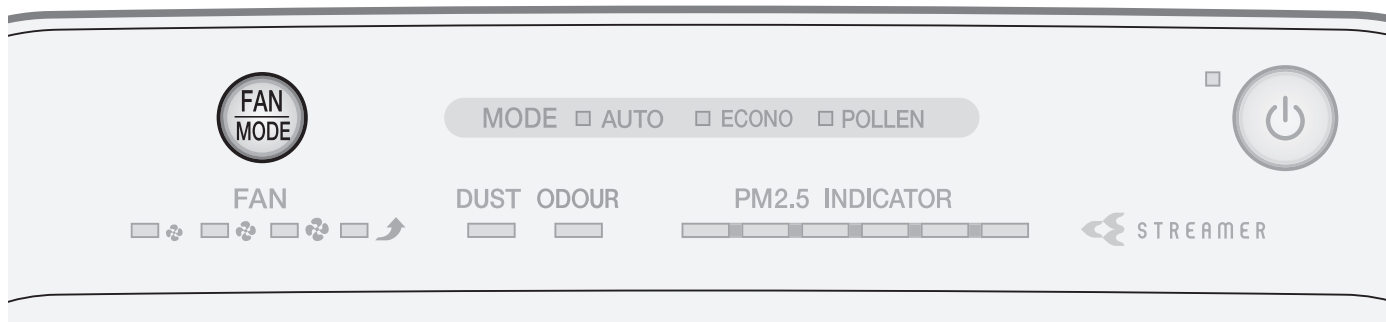 FAN
MODE
MODE AUTO ECONO POLLEN
FAN DUST ODOUR PM2.5 INDICATOR
STREAMER